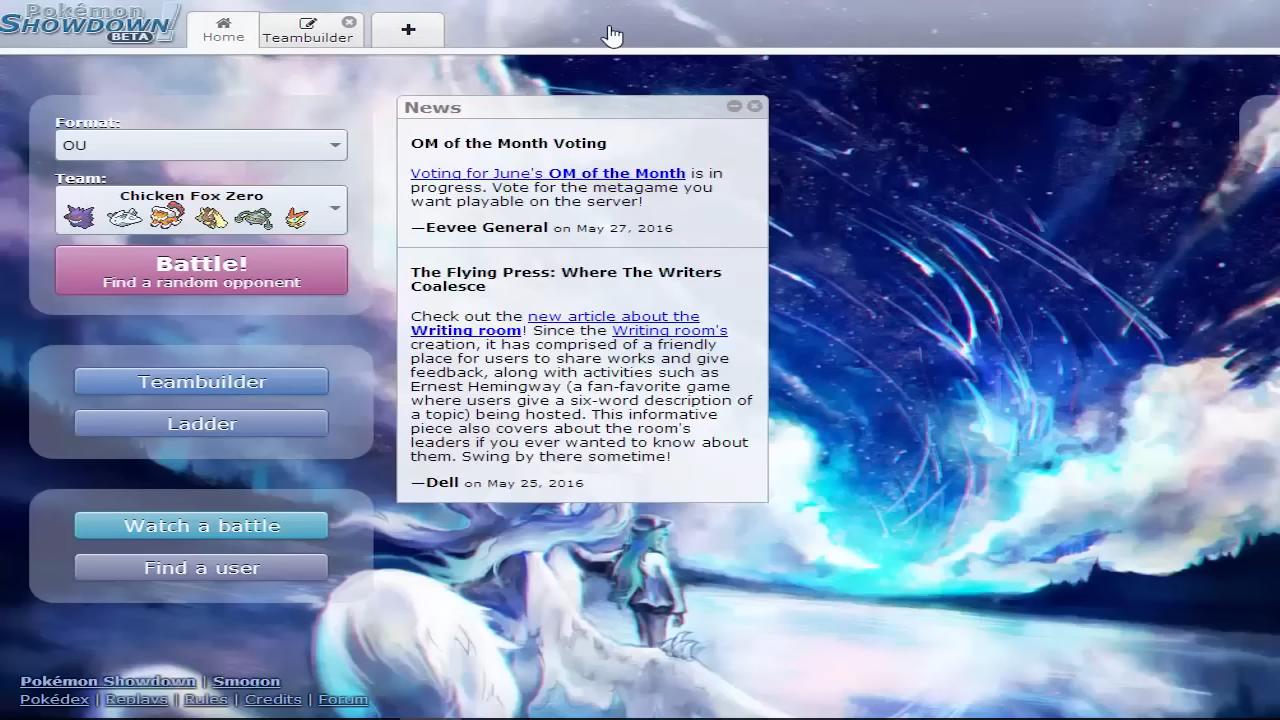 Pokémon
SHOWDOWN!
BETA
Home
Teambuilder
+
Format:
OU
Team:
Chicken Fox Zero
Battle!
Find a random opponent
Teambuilder
Ladder
Watch a battle
Find a user
News
OM of the Month Voting
Voting for June's OM of the Month is in
progress. Vote for the metagame you
want playable on the server!
—Eevee General on May 27, 2016
The Flying Press: Where The Writers
Coalesce
Check out the new article about the
Writing room! Since the Writing room's
creation, it has comprised of a friendly
place for users to share works and give
feedback, along with activities such as
Ernest Hemingway (a fan-favorite game
where users give a six-word description of
a topic) being hosted. This informative
piece also covers about the room's
leaders if you ever wanted to know about
them. Swing by there sometime!
—Dell on May 25, 2016
Pokémon Showdown | Smogon
Pokédex | Replays | Rules | Credits | Forum